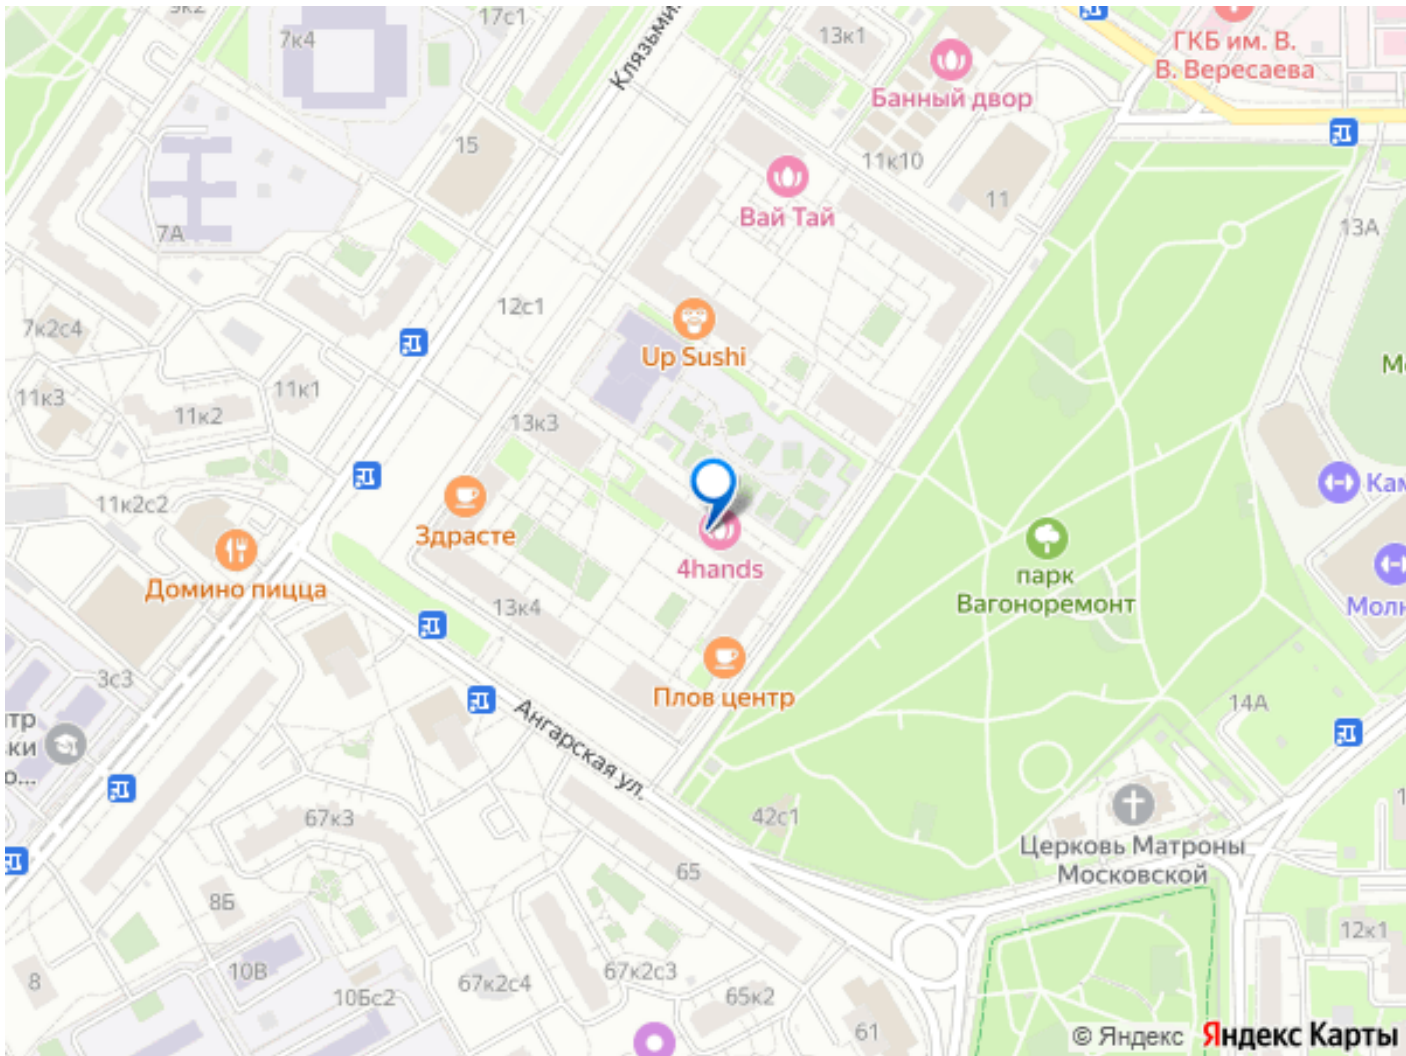 17с1
7к4
13к1
ГКБ им. В.
В. Вересаева
Клязьми
Банный двор
15
11к10
Вай Тай
11
7А
13А
12с1
7к2с4
Up Sushi
11к3
11к1
11к2
13к3
11к2с2
Здрасте
Домино пицца
4hands
парк
Вагоноремонт
13к4
3с3
Плов центр
Ангарская ул.
14А
42с1
67к3
Церковь Матроны
Московской
65
8Б
12к1
8
10В
10Бс2
67к2с4
67к2с3
65к2
61
© Яндекс
Яндекс Карты